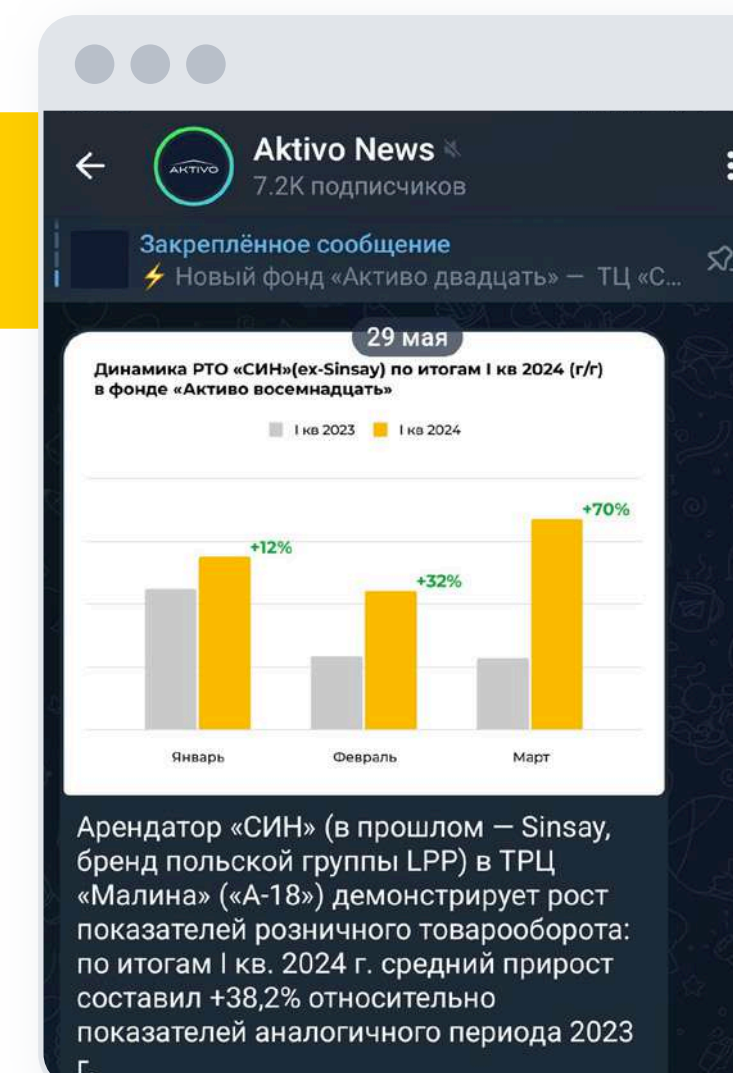 AKTIVO
Aktivo News
7.2K подписчиков
Закреплённое сообщение
⚡ Новый фонд «Активо двадцать» — ТЦ «С...
29 мая
Динамика РТО «СИН»(ex-Sinsay) по итогам I кв 2024 (г/г)
в фонде «Активо восемнадцать»
I кв 2023 I кв 2024
+12%
+32%
+70%
Январь Февраль Март
Арендатор «СИН» (в прошлом — Sinsay,
бренд польской группы LPP) в ТРЦ
«Малина» («А-18») демонстрирует рост
показателей розничного товарооборота:
по итогам I кв. 2024 г. средний прирост
составил +38,2% относительно
показателей аналогичного периода 2023
г.